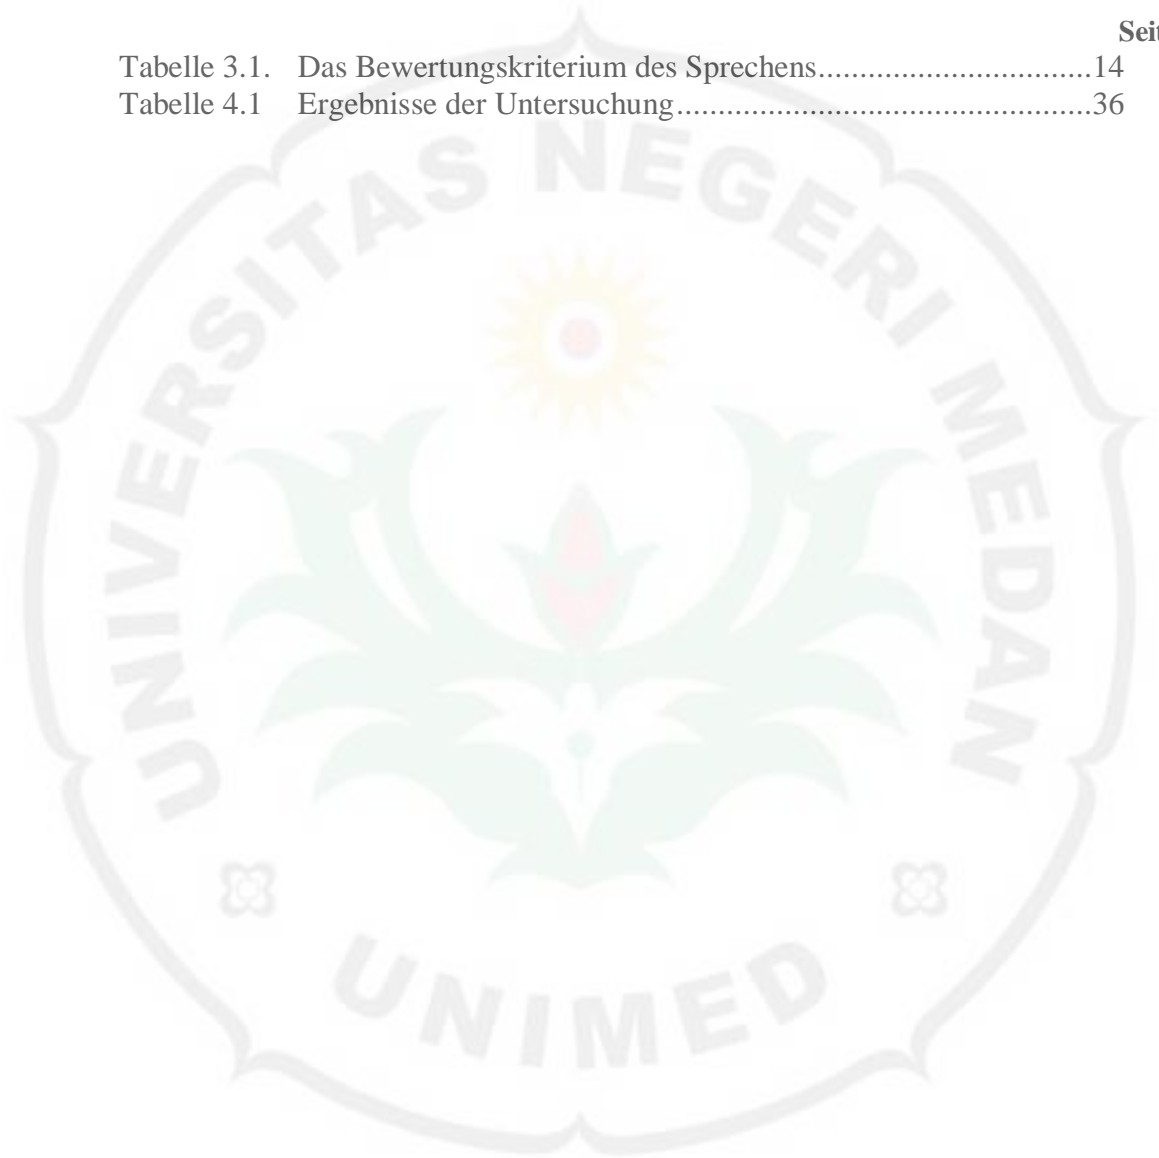 Seit
Tabelle 3.1. Das Bewertungskriterium des Sprechens.................................14
Tabelle 4.1 Ergebnisse der Untersuchung..................................................36
UNIVERSITAS NEGERI MEDAN
UNIMED